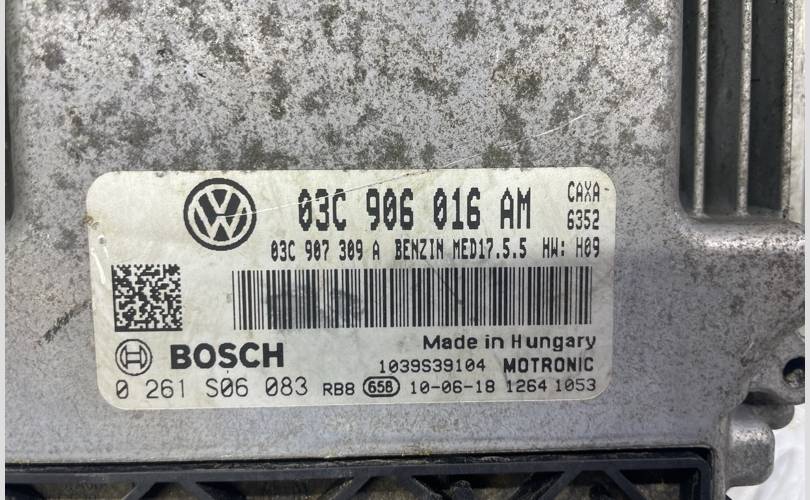 03C 906 016 AM CAXA
6352
03C 907 309 A BENZIN MED17.5.5 HW: H09
Made in Hungary
BOSCH 1039S39104 MOTRONIC
0 261 S06 083 RB8 658 10-06-18 1264 1053